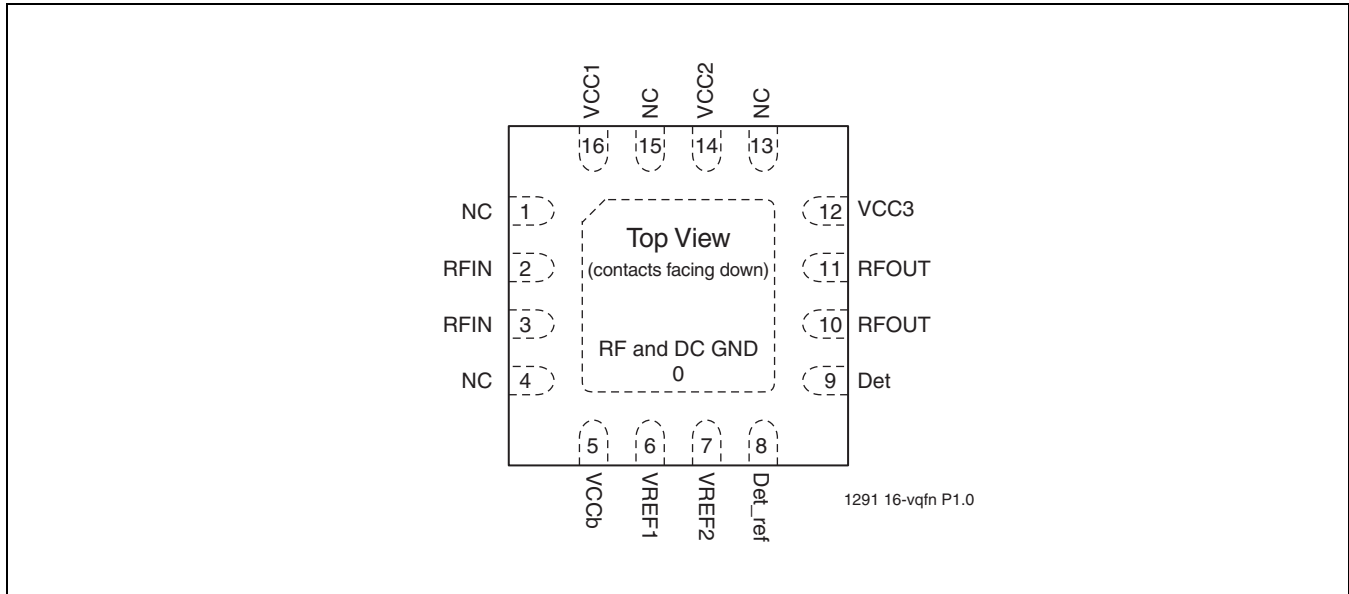 VCC1
NC
VCC2
NC
16
15
14
13
NC
1
RFIN
2
RFIN
3
NC
4
Top View
(contacts facing down)
RF and DC GND
0
12
VCC3
11
RFOUT
10
RFOUT
9
Det
5
6
7
8
VCCb
VREF1
VREF2
Det_ref
1291 16-vqfn P1.0